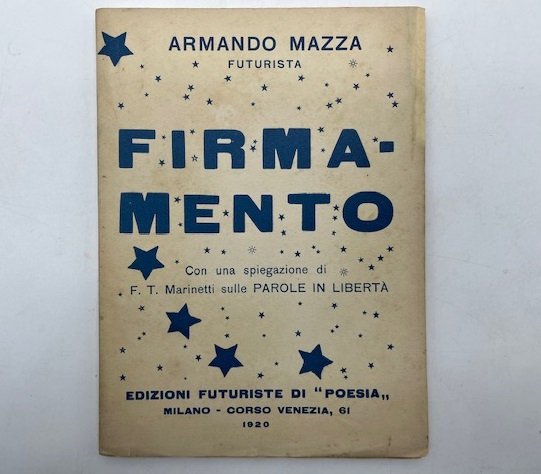 ARMANDO MAZZA
FUTURISTA
FIRMA-
MENTO
Con una spiegazione di
F. T. Marinetti sulle PAROLE IN LIBERTÀ
EDIZIONI FUTURISTE DI "POESIA„
MILANO - CORSO VENEZIA, 61
1920